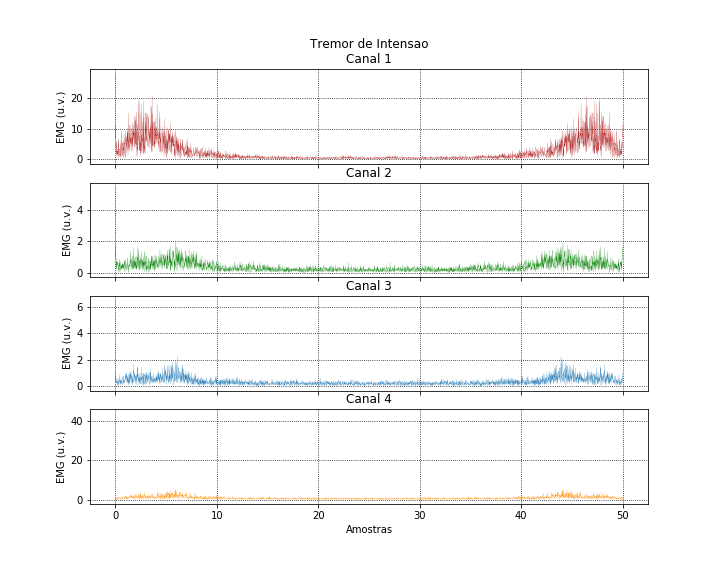 Tremor de Intensao
Canal 1
EMG (u.v.)
20
10
0
Canal 2
EMG (u.v.)
4
2
0
Canal 3
EMG (u.v.)
6
4
2
0
Canal 4
EMG (u.v.)
40
20
0
0 10 20 30 40 50
Amostras